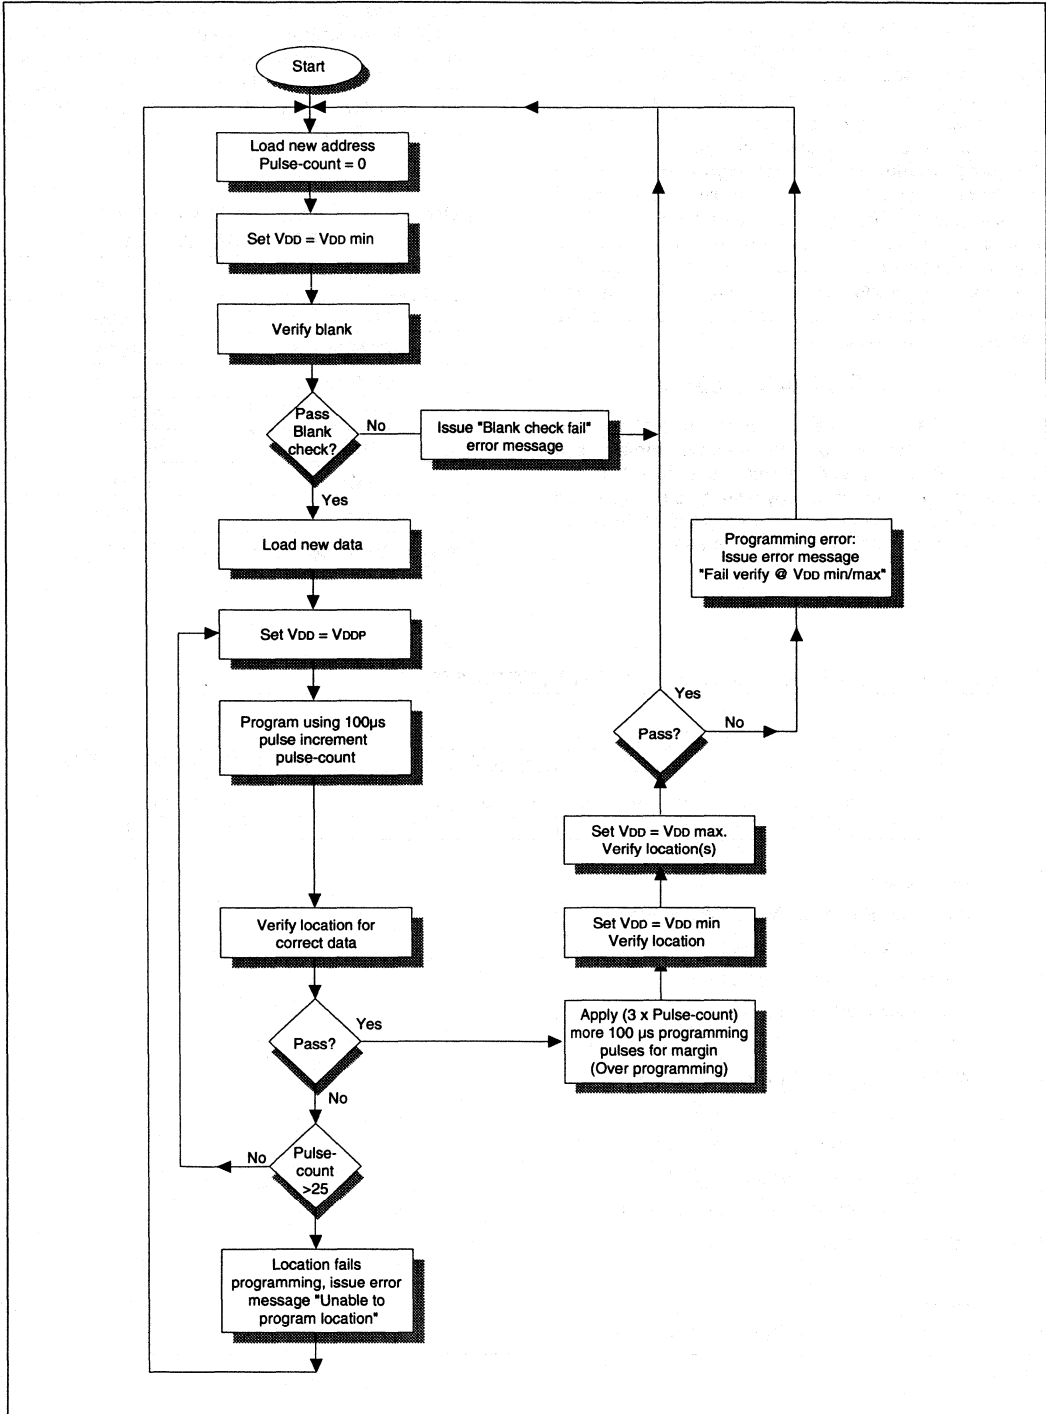 Start
Load new address
Pulse-count = 0
Set VDD = VDD min
Verify blank
Pass
Blank
check?
No
Issue "Blank check fail"
error message
Yes
Load new data
Programming error:
Issue error message
"Fail verify @ VDD min/max"
Set VDD = VDDP
Program using 100µs
pulse increment
pulse-count
Yes
Pass?
No
Set VDD = VDD max.
Verify location(s)
Verify location for
correct data
Set VDD = VDD min
Verify location
Pass?
Yes
Apply (3 x Pulse-count)
more 100 µs programming
pulses for margin
(Over programming)
No
Pulse-
count
>25
No
Location fails
programming, issue error
message "Unable to
program location"